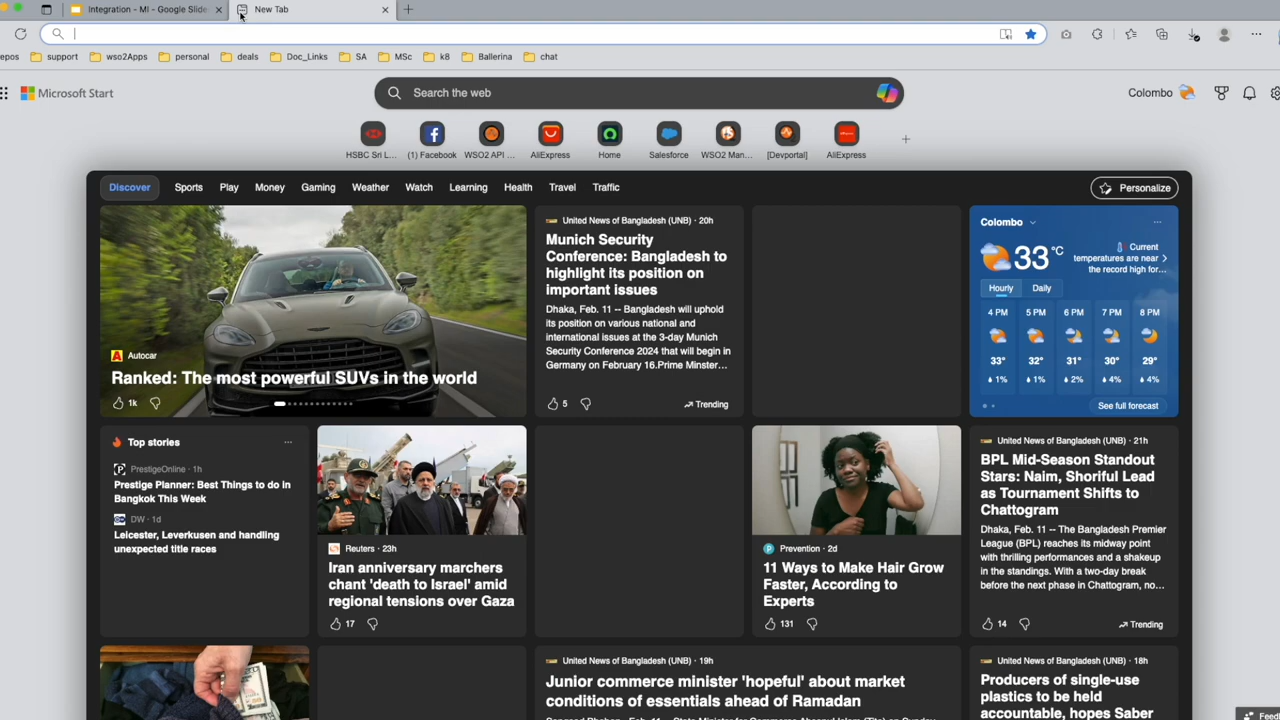 Integration - MI - Google Slide
New Tab
epos
support
wso2Apps
personal
deals
Doc_Links
SA
MSc
k8
Ballerina
chat
Microsoft Start
Search the web
Colombo
HSBC Sri L...
(1) Facebook
WSO2 API ...
AliExpress
Home
Salesforce
WSO2 Man...
[Devportal]
AliExpress
Discover
Sports
Play
Money
Gaming
Weather
Watch
Learning
Health
Travel
Traffic
Personalize
Autocar
Ranked: The most powerful SUVs in the world
1k
United News of Bangladesh (UNB) · 20h
Munich Security
Conference: Bangladesh to
highlight its position on
important issues
Dhaka, Feb. 11 -- Bangladesh will uphold
its position on various national and
international issues at the 3-day Munich
Security Conference 2024 that will begin in
Germany on February 16.Prime Minster...
5
Trending
Colombo
33°C
Current
temperatures are near
the record high for...
Hourly
Daily
4 PM 5 PM 6 PM 7 PM 8 PM
33° 32° 31° 30° 29°
1% 1% 2% 4% 4%
See full forecast
Top stories
PrestigeOnline · 1h
Prestige Planner: Best Things to do in
Bangkok This Week
DW · 1d
Leicester, Leverkusen and handling
unexpected title races
Reuters · 23h
Iran anniversary marchers
chant 'death to Israel' amid
regional tensions over Gaza
17
Prevention · 2d
11 Ways to Make Hair Grow
Faster, According to
Experts
131
United News of Bangladesh (UNB) · 21h
BPL Mid-Season Standout
Stars: Naim, Shoriful Lead
as Tournament Shifts to
Chattogram
Dhaka, Feb. 11 -- The Bangladesh Premier
League (BPL) reaches its midway point
with thrilling performances and a shakeup
in the standings. With a two-day break
before the next phase in Chattogram, no...
14
Trending
United News of Bangladesh (UNB) · 19h
Junior commerce minister 'hopeful' about market
conditions of essentials ahead of Ramadan
United News of Bangladesh (UNB) · 18h
Producers of single-use
plastics to be held
accountable, hopes Saber
Feed